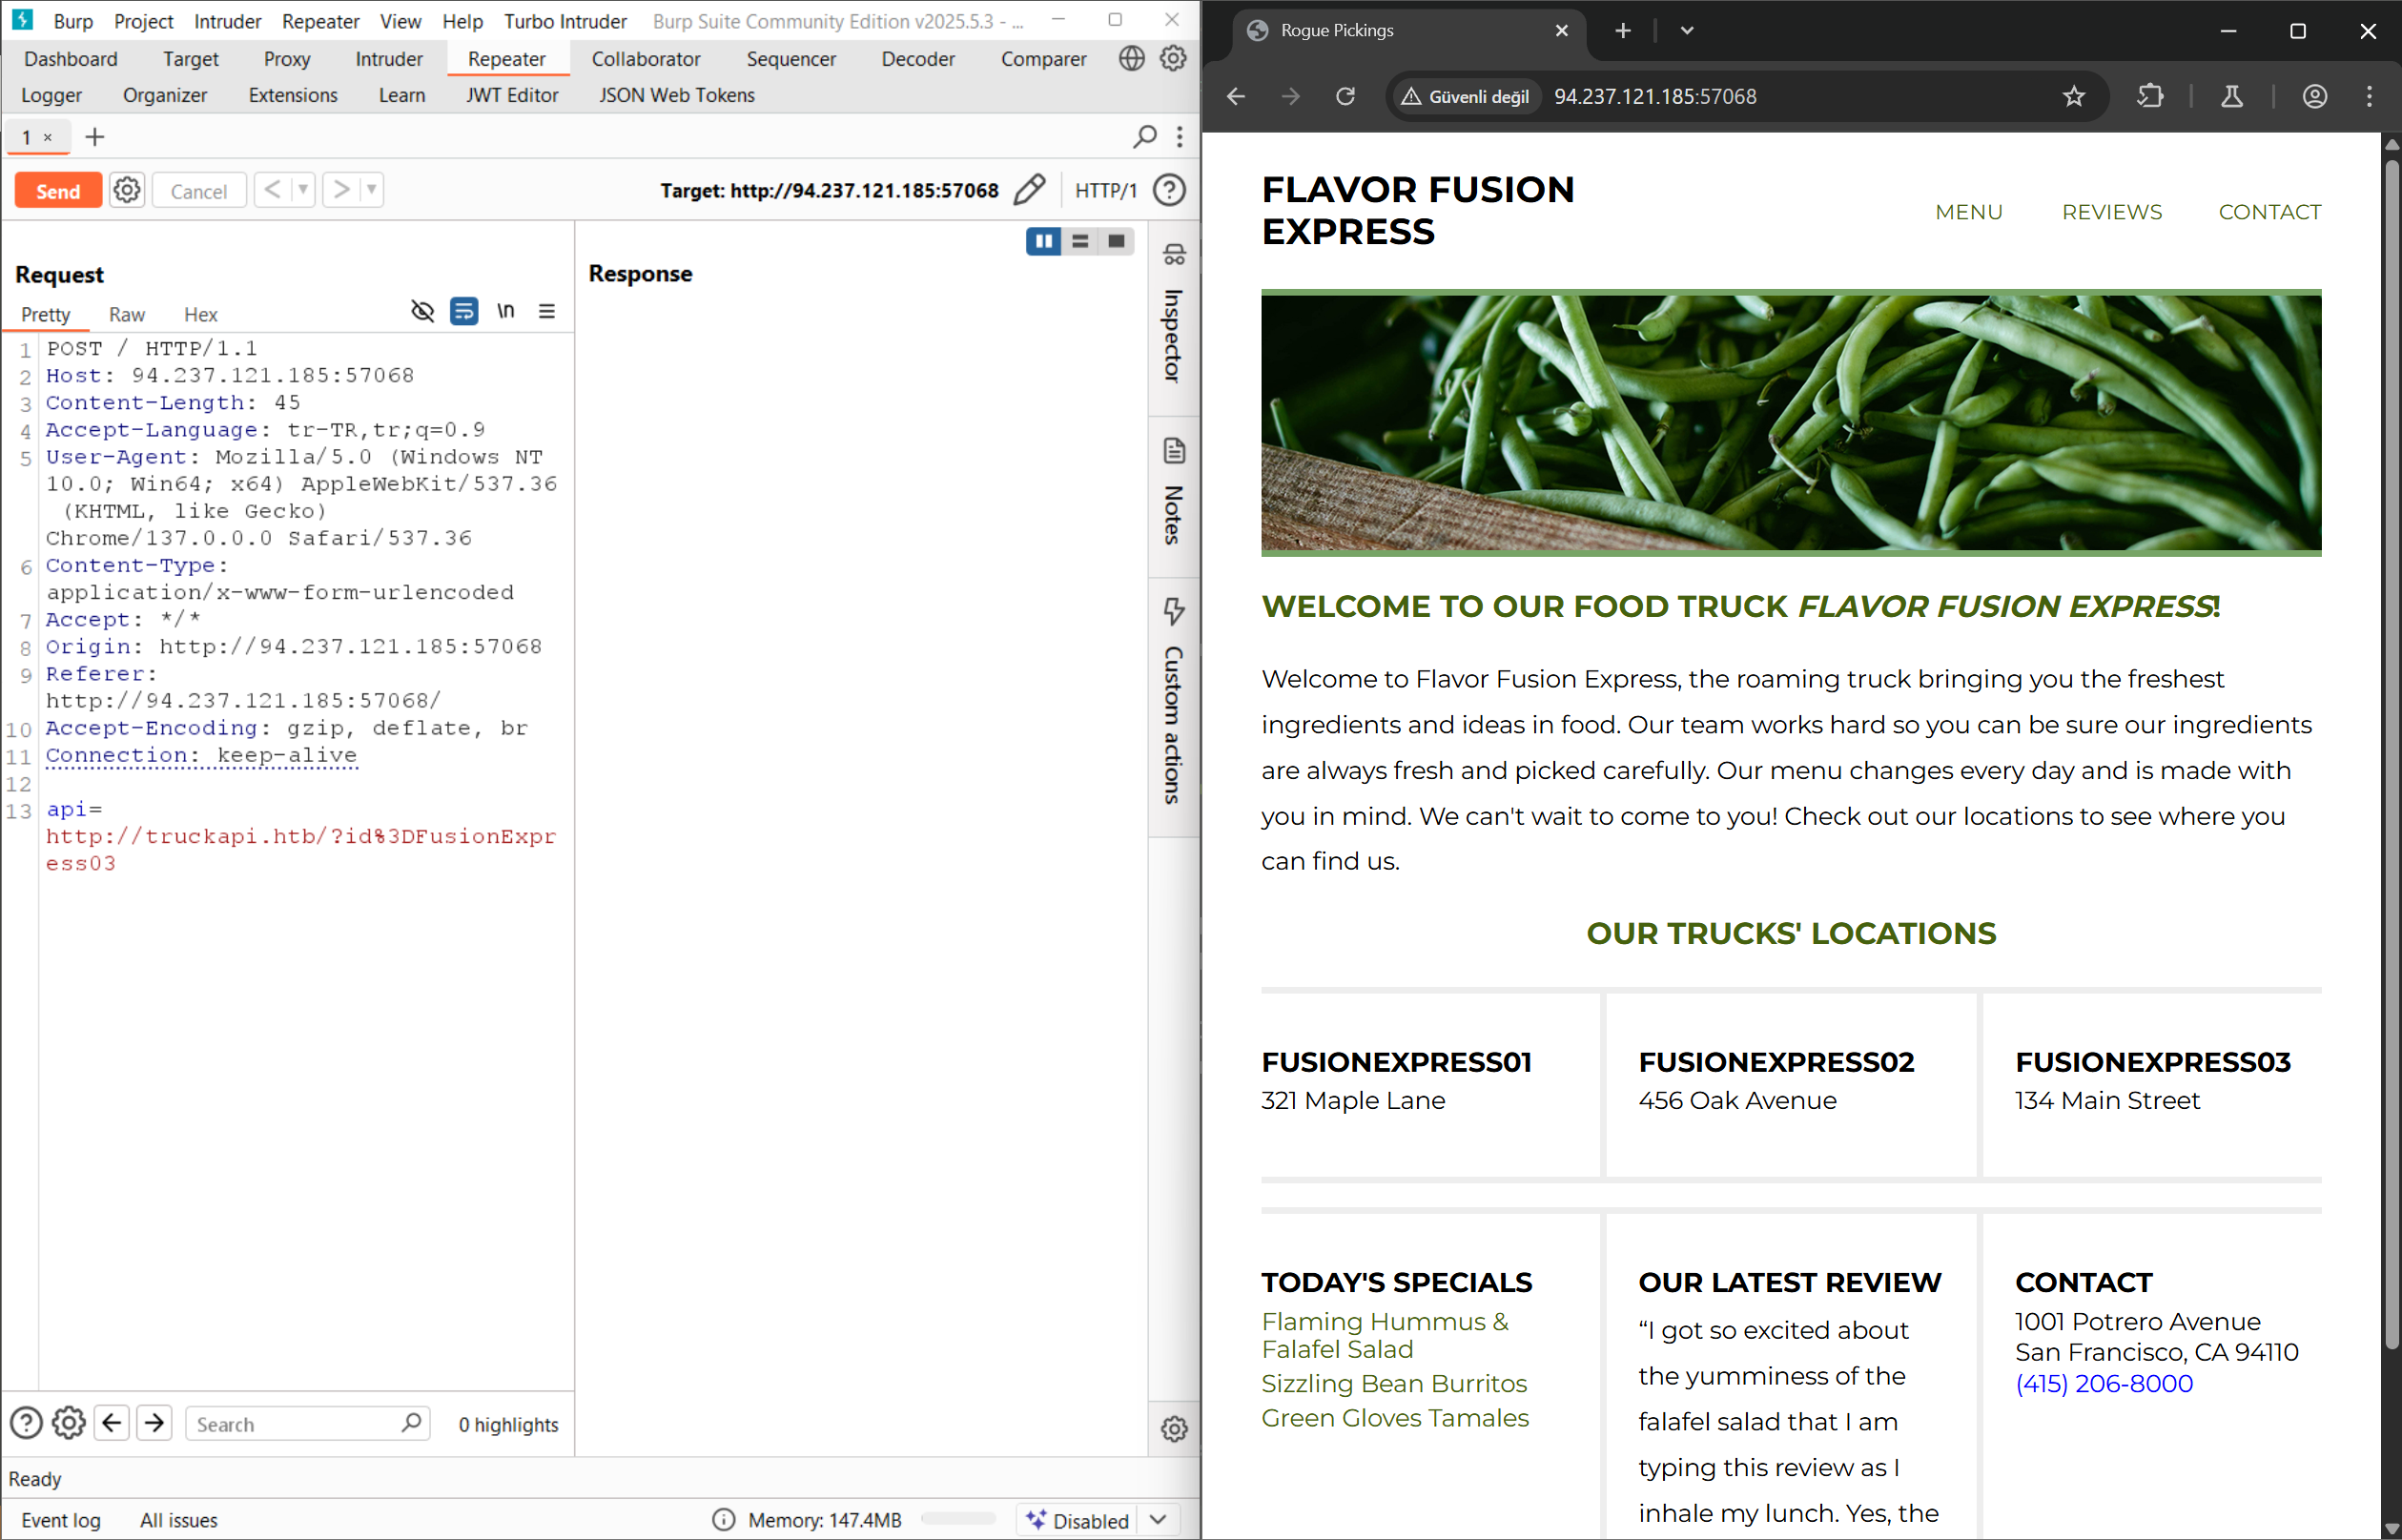 Burp Project Intruder Repeater View Help Turbo Intruder Burp Suite Community Edition v2025.5.3 - ...
Dashboard Target Proxy Intruder Repeater Collaborator Sequencer Decoder Comparer
Logger Organizer Extensions Learn JWT Editor JSON Web Tokens
1 × +
Send Cancel < > Target: http://94.237.121.185:57068 HTTP/1 ?
Request
Pretty Raw Hex \n
1 POST / HTTP/1.1
2 Host: 94.237.121.185:57068
3 Content-Length: 45
4 Accept-Language: tr-TR,tr;q=0.9
5 User-Agent: Mozilla/5.0 (Windows NT
10.0; Win64; x64) AppleWebKit/537.36
(KHTML, like Gecko)
Chrome/137.0.0.0 Safari/537.36
6 Content-Type:
application/x-www-form-urlencoded
7 Accept: */*
8 Origin: http://94.237.121.185:57068
9 Referer:
http://94.237.121.185:57068/
10 Accept-Encoding: gzip, deflate, br
11 Connection: keep-alive
12
13 api=
http://truckapi.htb/?id%3DFusionExpr
ess03
Response
Inspector
Notes
Custom actions
Search 0 highlights
Ready
Event log All issues Memory: 147.4MB Disabled
Rogue Pickings
Güvenli değil 94.237.121.185:57068
FLAVOR FUSION
EXPRESS
MENU REVIEWS CONTACT
WELCOME TO OUR FOOD TRUCK FLAVOR FUSION EXPRESS!
Welcome to Flavor Fusion Express, the roaming truck bringing you the freshest
ingredients and ideas in food. Our team works hard so you can be sure our ingredients
are always fresh and picked carefully. Our menu changes every day and is made with
you in mind. We can't wait to come to you! Check out our locations to see where you
can find us.
OUR TRUCKS' LOCATIONS
FUSIONEXPRESS01
321 Maple Lane
FUSIONEXPRESS02
456 Oak Avenue
FUSIONEXPRESS03
134 Main Street
TODAY'S SPECIALS
Flaming Hummus &
Falafel Salad
Sizzling Bean Burritos
Green Gloves Tamales
OUR LATEST REVIEW
“I got so excited about
the yumminess of the
falafel salad that I am
typing this review as I
inhale my lunch. Yes, the
CONTACT
1001 Potrero Avenue
San Francisco, CA 94110
(415) 206-8000